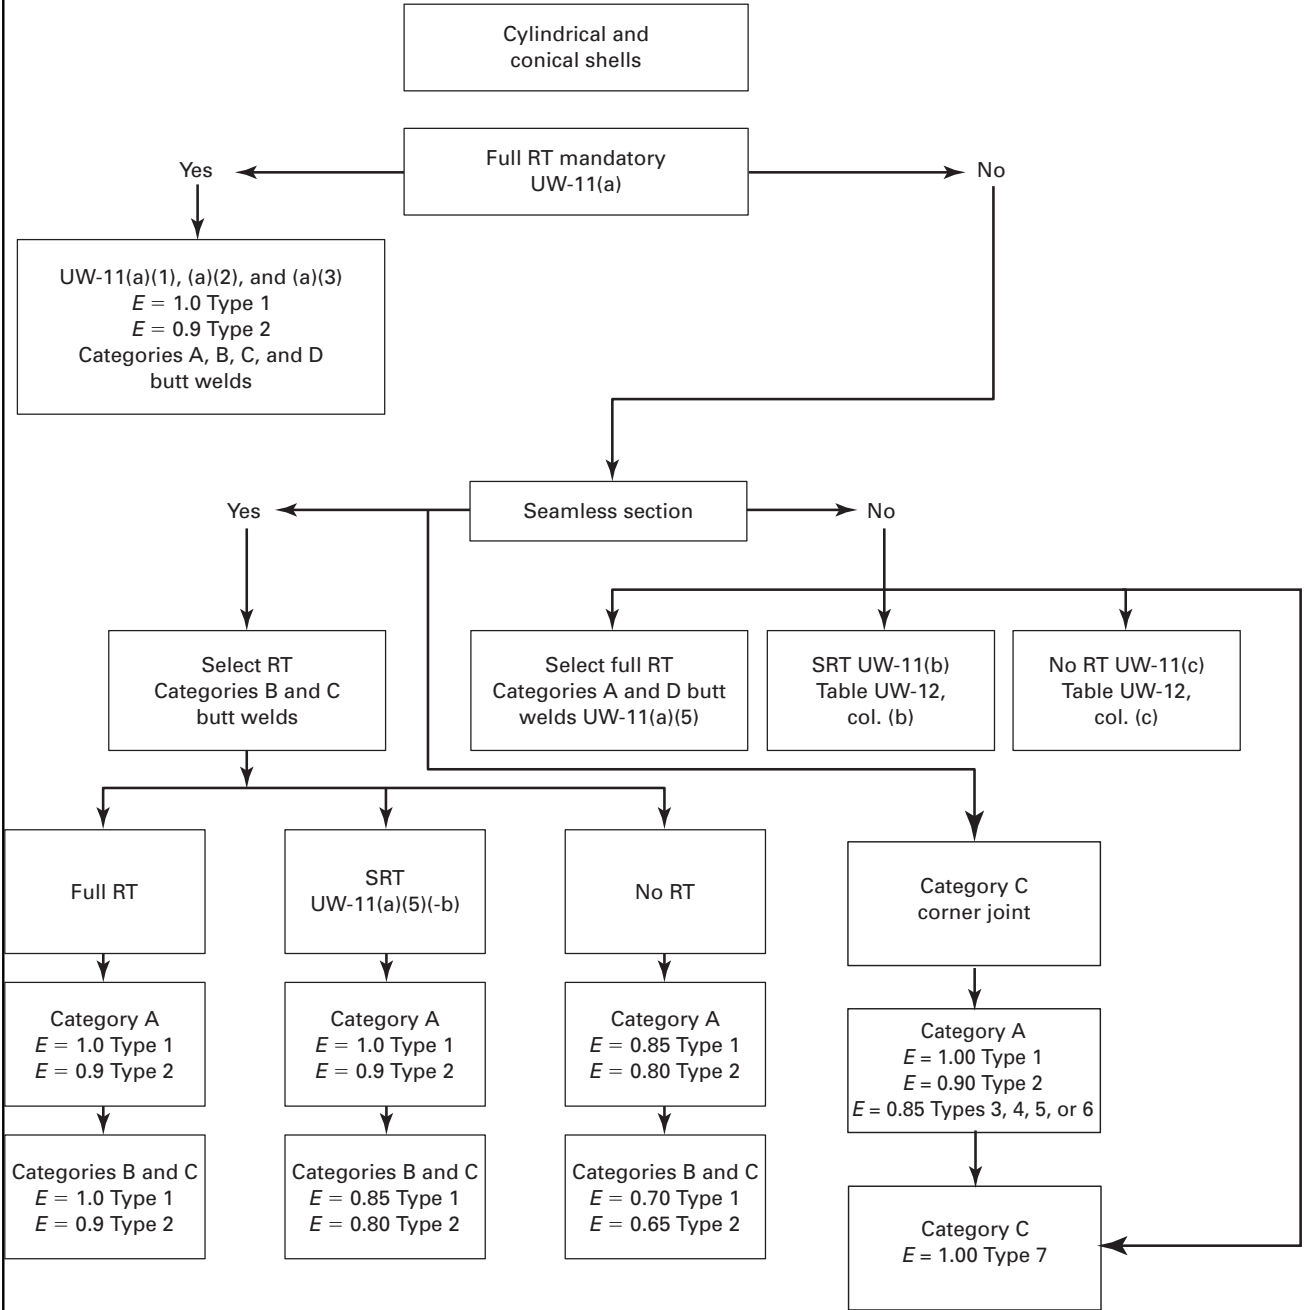 Cylindrical and
conical shells
Full RT mandatory
UW-11(a)
Yes
No
UW-11(a)(1), (a)(2), and (a)(3)
E = 1.0 Type 1
E = 0.9 Type 2
Categories A, B, C, and D
butt welds
Yes
Seamless section
No
Select RT
Categories B and C
butt welds
Select full RT
Categories A and D butt
welds UW-11(a)(5)
SRT UW-11(b)
Table UW-12,
col. (b)
No RT UW-11(c)
Table UW-12,
col. (c)
Full RT
SRT
UW-11(a)(5)(-b)
No RT
Category C
corner joint
Category A
E = 1.0 Type 1
E = 0.9 Type 2
Category A
E = 1.0 Type 1
E = 0.9 Type 2
Category A
E = 0.85 Type 1
E = 0.80 Type 2
Category A
E = 1.00 Type 1
E = 0.90 Type 2
E = 0.85 Types 3, 4, 5, or 6
Categories B and C
E = 1.0 Type 1
E = 0.9 Type 2
Categories B and C
E = 0.85 Type 1
E = 0.80 Type 2
Categories B and C
E = 0.70 Type 1
E = 0.65 Type 2
Category C
E = 1.00 Type 7